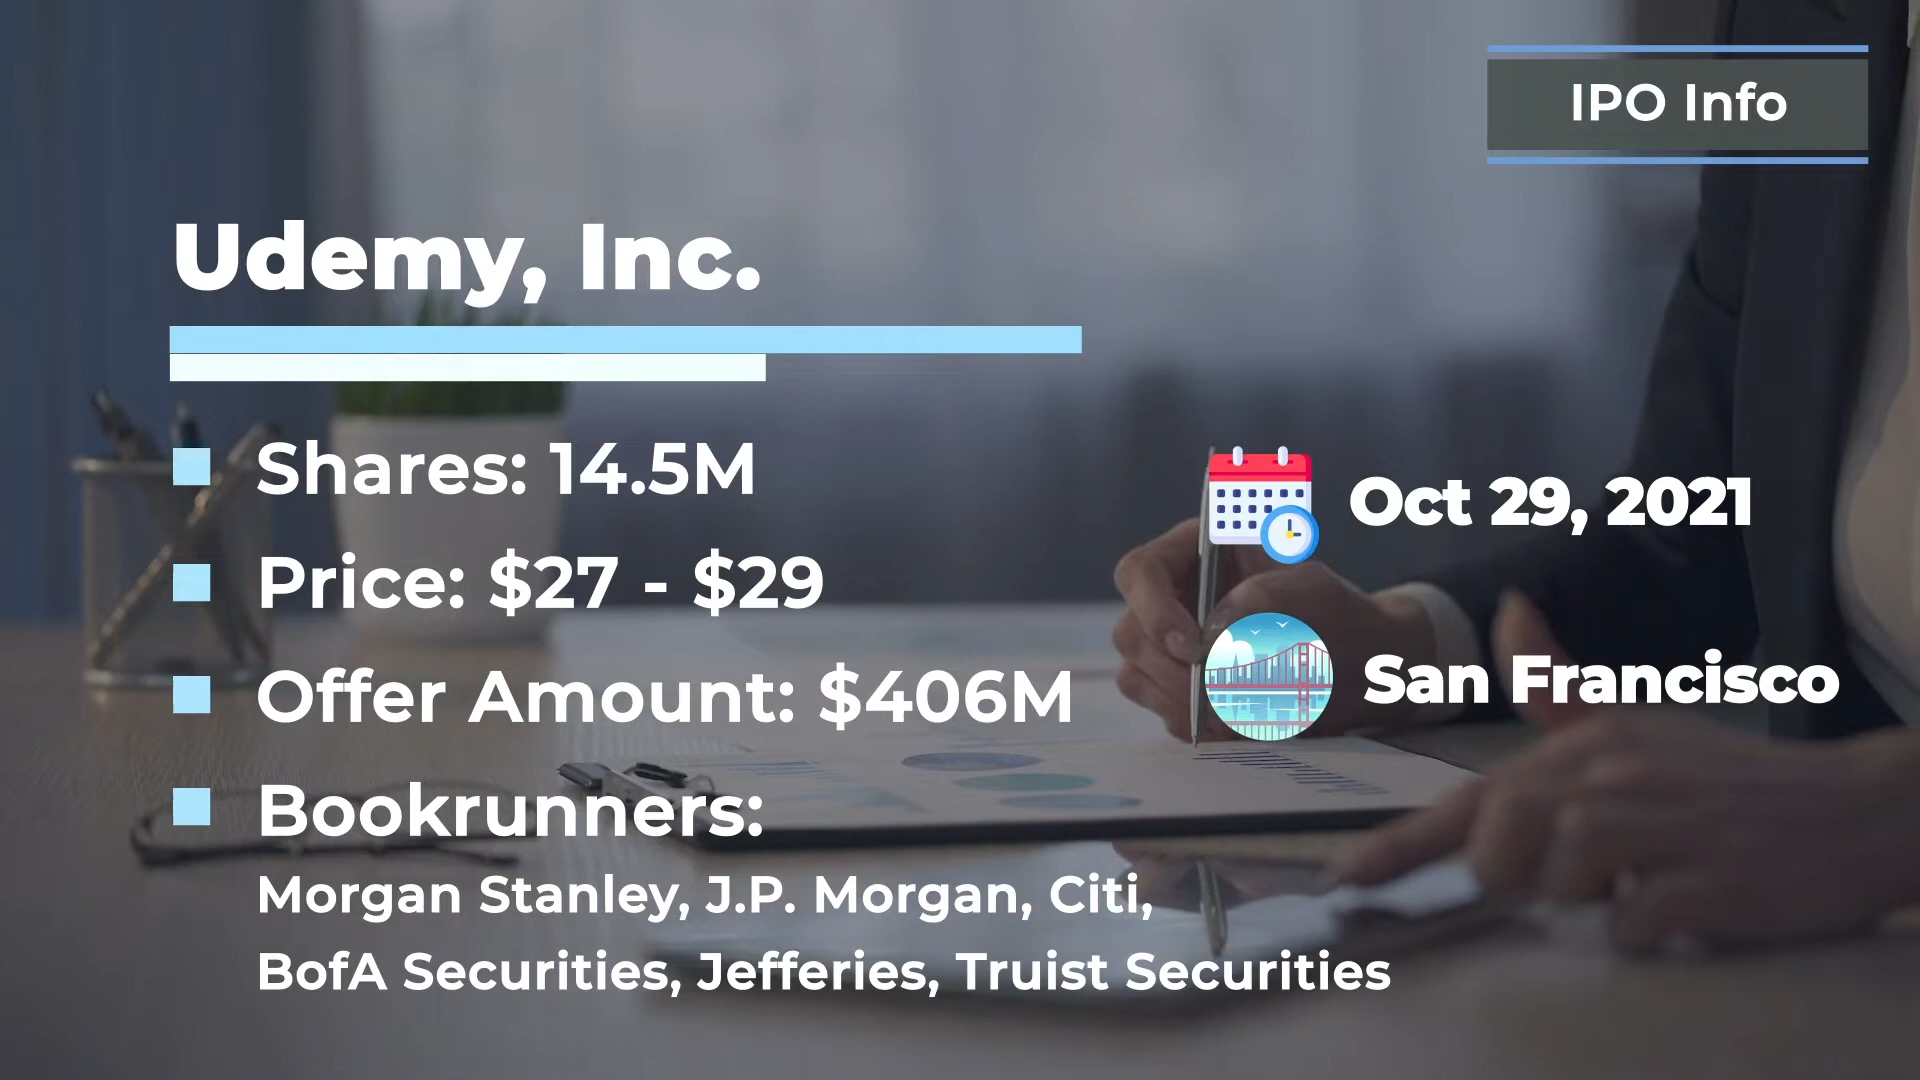 IPO Info
Udemy, Inc.
Shares: 14.5M
Price: $27 - $29
Offer Amount: $406M
Bookrunners:
Morgan Stanley, J.P. Morgan, Citi,
BofA Securities, Jefferies, Truist Securities
Oct 29, 2021
San Francisco